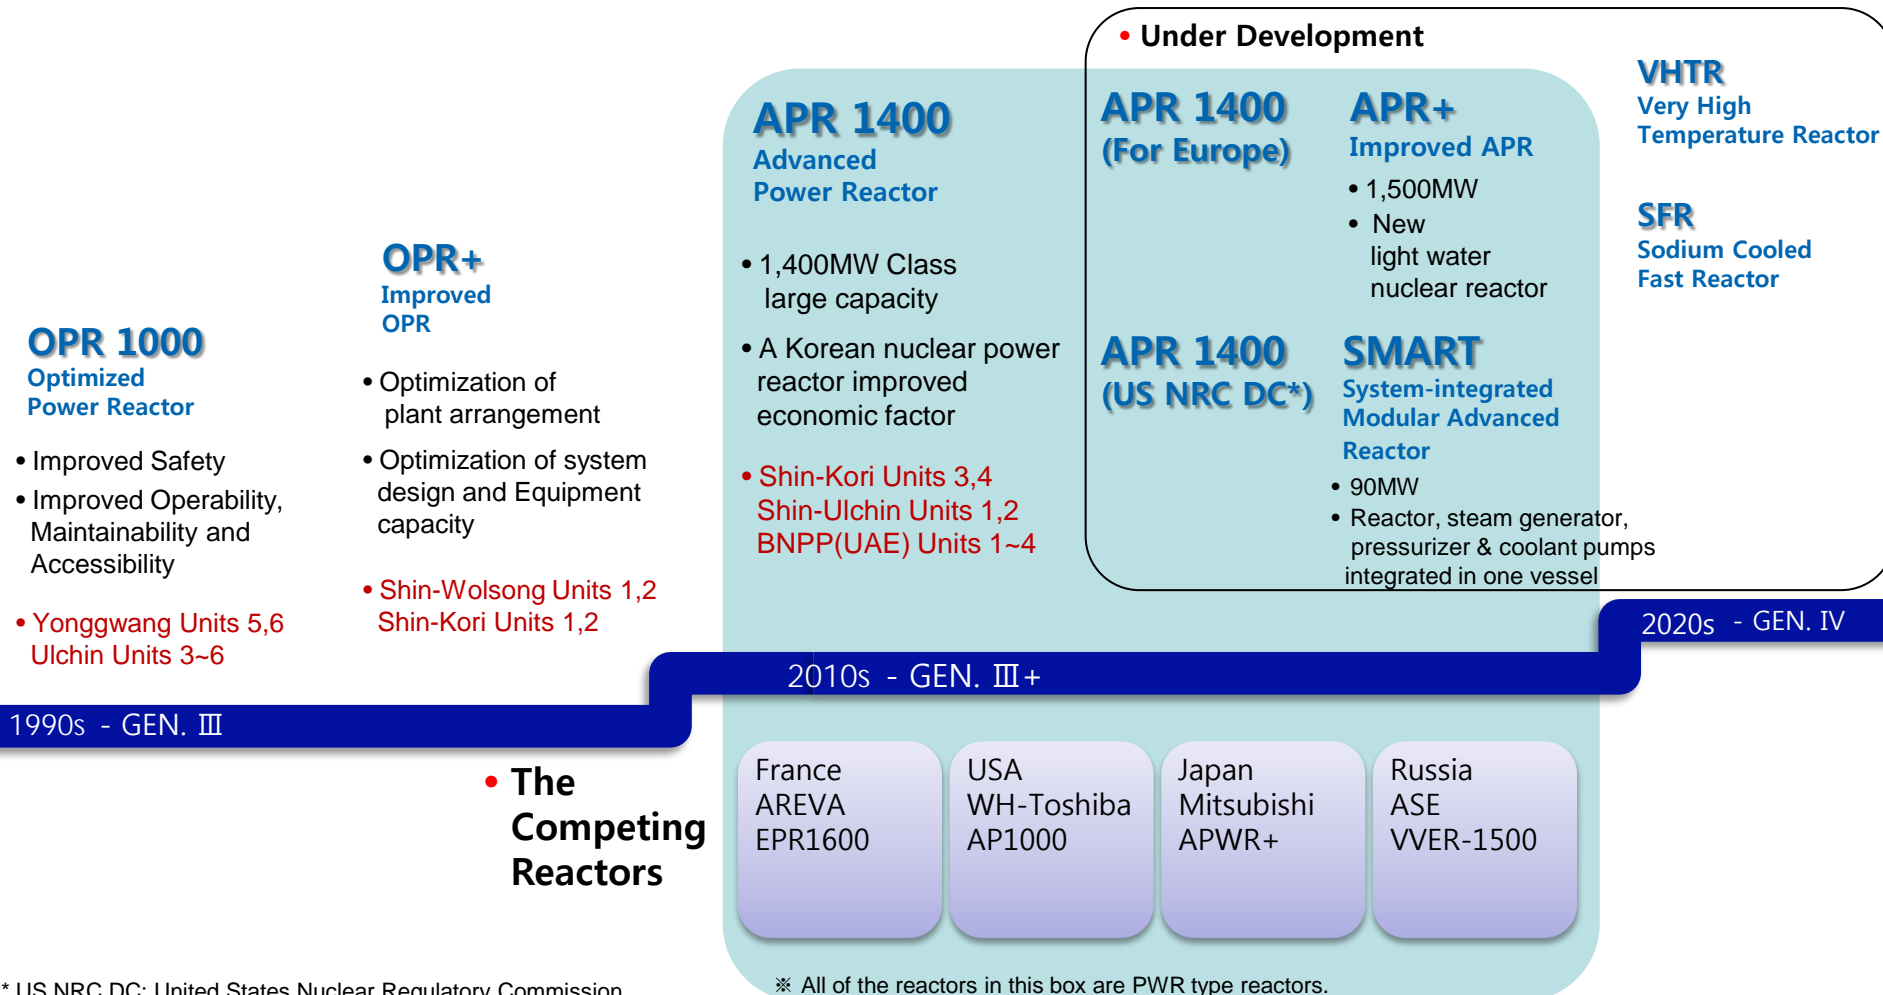 • Under Development
VHTR
Very High
Temperature Reactor
SFR
Sodium Cooled
Fast Reactor
APR 1400
(For Europe)
APR+
Improved APR
• 1,500MW
• New
light water
nuclear reactor
APR 1400
(US NRC DC*)
SMART
System-integrated
Modular Advanced
Reactor
• 90MW
• Reactor, steam generator,
pressurizer & coolant pumps
integrated in one vessel
APR 1400
Advanced
Power Reactor
• 1,400MW Class
large capacity
• A Korean nuclear power
reactor improved
economic factor
• Shin-Kori Units 3,4
Shin-Ulchin Units 1,2
BNPP(UAE) Units 1~4
OPR+
Improved
OPR
• Optimization of
plant arrangement
• Optimization of system
design and Equipment
capacity
• Shin-Wolsong Units 1,2
Shin-Kori Units 1,2
OPR 1000
Optimized
Power Reactor
• Improved Safety
• Improved Operability,
Maintainability and
Accessibility
• Yonggwang Units 5,6
Ulchin Units 3~6
1990s - GEN. Ⅲ
2010s - GEN. Ⅲ+
2020s - GEN. IV
• The
Competing
Reactors
France
AREVA
EPR1600
USA
WH-Toshiba
AP1000
Japan
Mitsubishi
APWR+
Russia
ASE
VVER-1500
※ All of the reactors in this box are PWR type reactors.
* US NRC DC: United States Nuclear Regulatory Commission